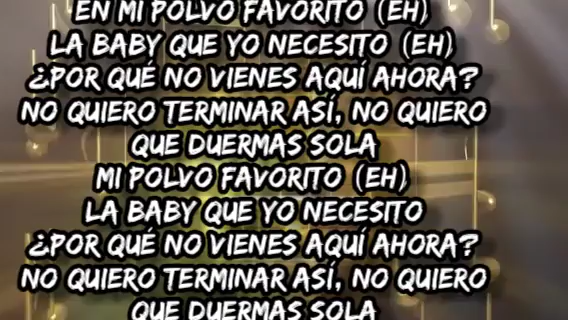 EN MI POLVO FAVORITO (EH)
LA BABY QUE YO NECESITO (EH)
¿POR QUÉ NO VIENES AQUÍ AHORA?
NO QUIERO TERMINAR ASÍ, NO QUIERO
QUE DUERMAS SOLA
MI POLVO FAVORITO (EH)
LA BABY QUE YO NECESITO
¿POR QUÉ NO VIENES AQUÍ AHORA?
NO QUIERO TERMINAR ASÍ, NO QUIERO
QUE DUERMAS SOLA